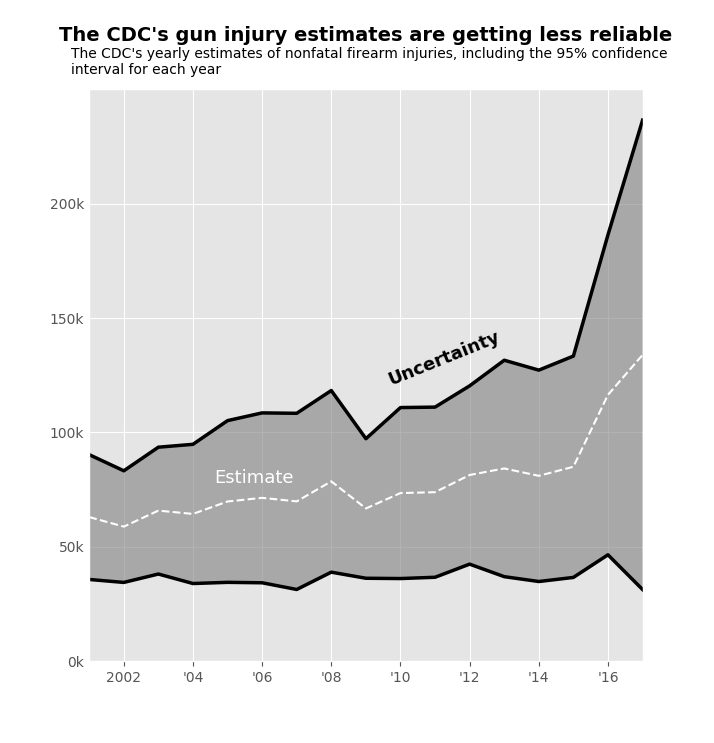 The CDC's gun injury estimates are getting less reliable
The CDC's yearly estimates of nonfatal firearm injuries, including the 95% confidence
interval for each year
200k
150k
Uncertainty
100k
Estimate
50k
0k
2002
'04
'06
'08
'10
'12
'14
'16